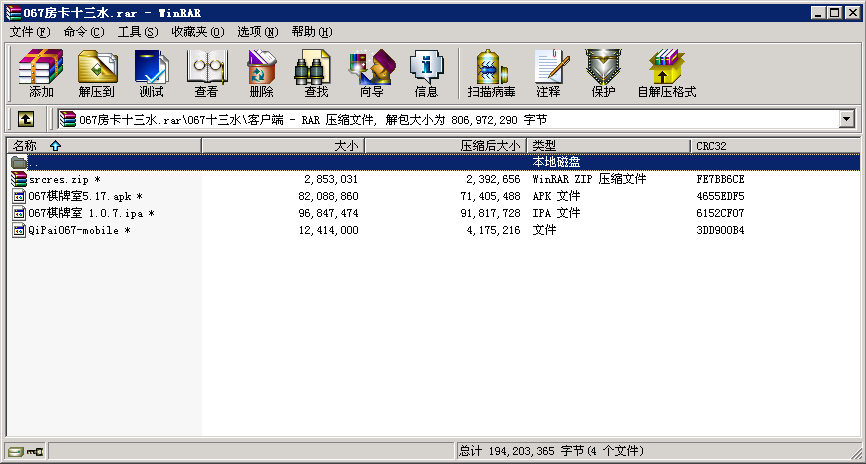 067房卡十三水.rar - WinRAR
文件(F) 命令(C) 工具(S) 收藏夹(O) 选项(N) 帮助(H)
添加 解压到 测试 查看 删除 查找 向导 信息 扫描病毒 注释 保护 自解压格式
067房卡十三水.rar\067十三水\客户端 - RAR 压缩文件, 解包大小为 806,972,290 字节
名称 大小 压缩后大小 类型 CRC32
.. 本地磁盘
srcres.zip * 2,853,031 2,392,656 WinRAR ZIP 压缩文件 FE7BB6CE
067棋牌室5.17.apk * 82,088,860 71,405,488 APK 文件 4655EDF5
067棋牌室 1.0.7.ipa * 96,847,474 91,817,728 IPA 文件 6152CF07
QiPai067-mobile * 12,414,000 4,175,216 文件 3DD900B4
总计 194,203,365 字节(4 个文件)